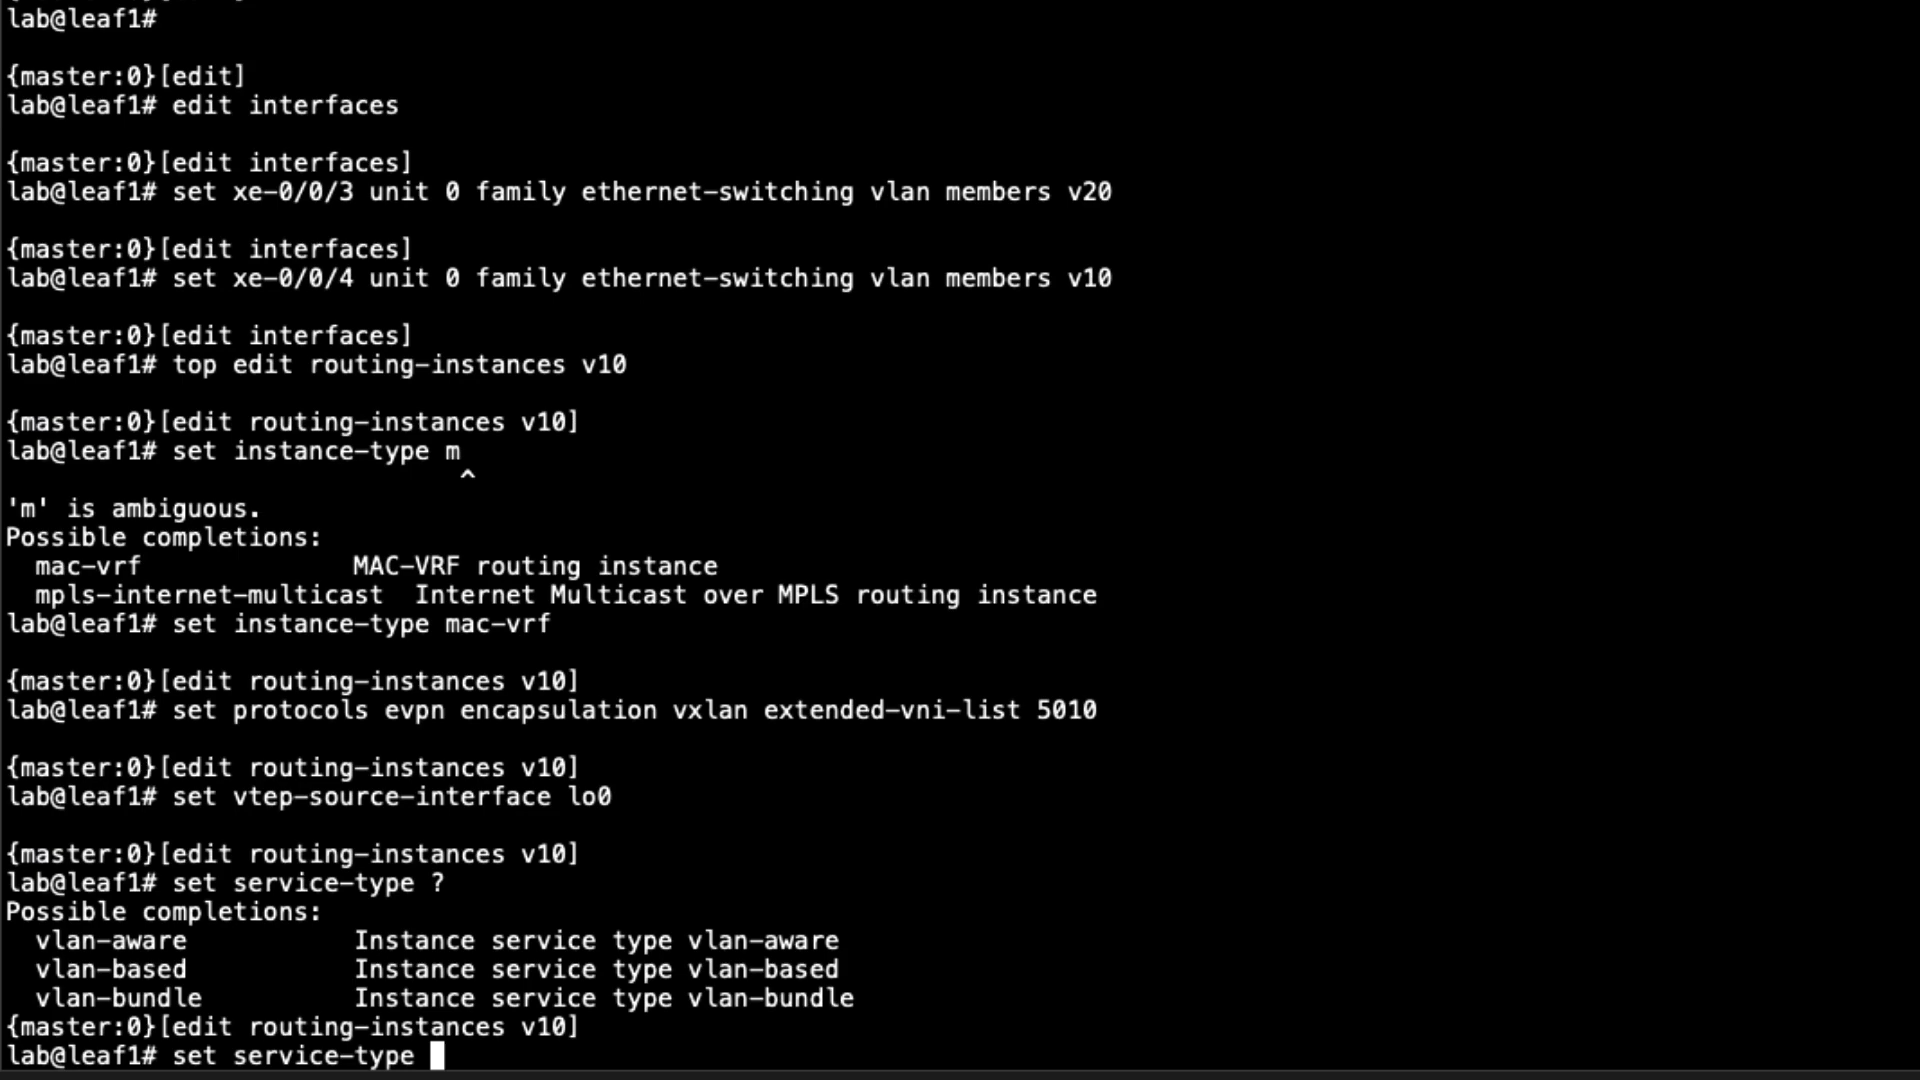 lab@leaf1#
{master:0}[edit]
lab@leaf1# edit interfaces
{master:0}[edit interfaces]
lab@leaf1# set xe-0/0/3 unit 0 family ethernet-switching vlan members v20
{master:0}[edit interfaces]
lab@leaf1# set xe-0/0/4 unit 0 family ethernet-switching vlan members v10
{master:0}[edit interfaces]
lab@leaf1# top edit routing-instances v10
{master:0}[edit routing-instances v10]
lab@leaf1# set instance-type m
^
'm' is ambiguous.
Possible completions:
mac-vrf MAC-VRF routing instance
mpls-internet-multicast Internet Multicast over MPLS routing instance
lab@leaf1# set instance-type mac-vrf
{master:0}[edit routing-instances v10]
lab@leaf1# set protocols evpn encapsulation vxlan extended-vni-list 5010
{master:0}[edit routing-instances v10]
lab@leaf1# set vtep-source-interface lo0
{master:0}[edit routing-instances v10]
lab@leaf1# set service-type ?
Possible completions:
vlan-aware Instance service type vlan-aware
vlan-based Instance service type vlan-based
vlan-bundle Instance service type vlan-bundle
{master:0}[edit routing-instances v10]
lab@leaf1# set service-type